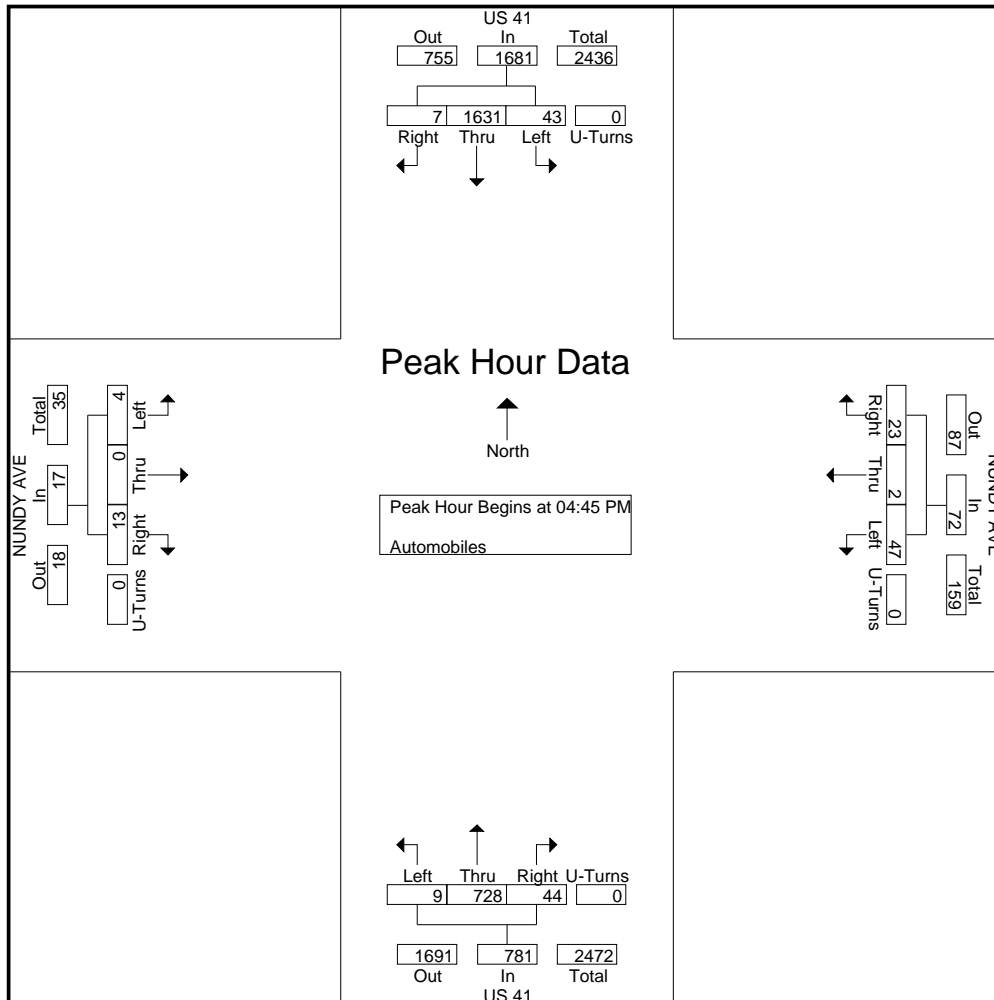 US 41
Out In Total
755 1681 2436
7 1631 43 0
Right Thru Left U-Turns
Peak Hour Data
North
Peak Hour Begins at 04:45 PM
Automobiles
NUNDY AVE
Total In Out
35 17 18
4 0 13 0
Left Thru Right U-Turns
NUNDY AVE
Out In Total
87 72 159
23 2 47 0
Right Thru Left U-Turns
Left Thru Right U-Turns
9 728 44 0
1691 781 2472
Out In Total
US 41